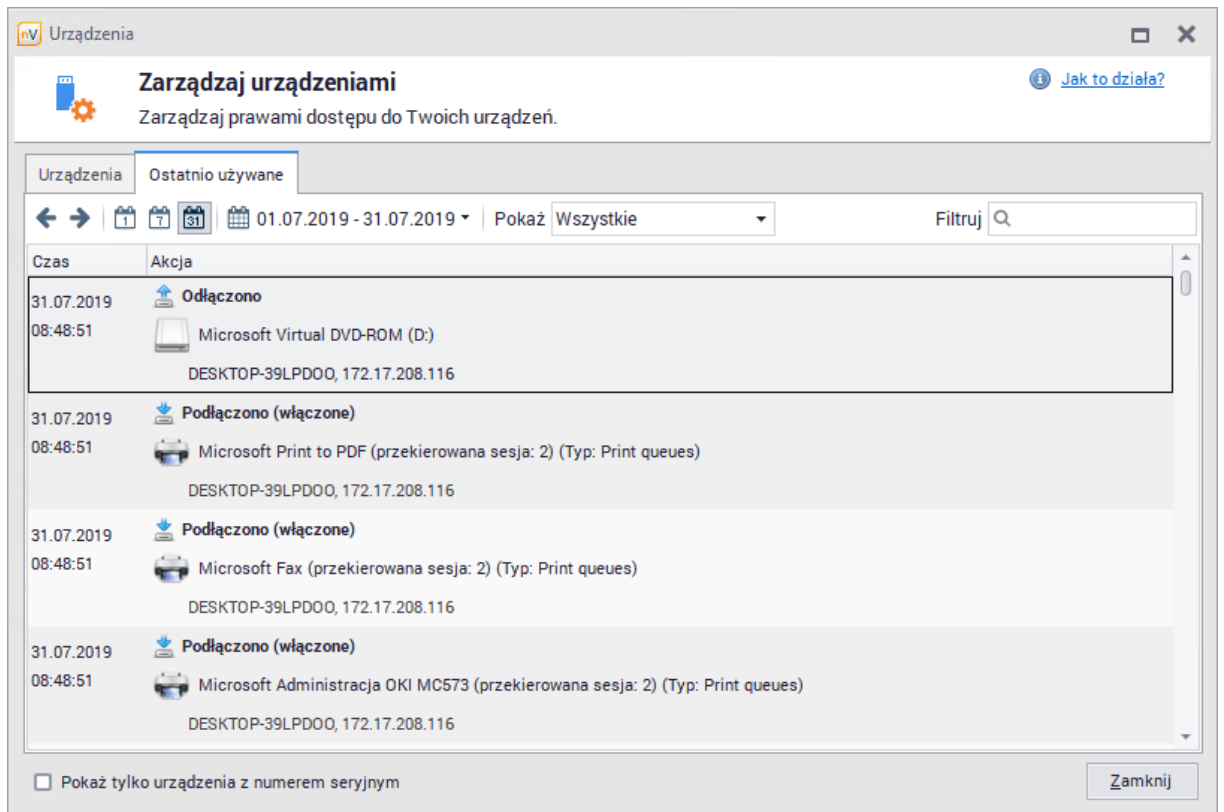 nV Urządzenia
Zarządzaj urządzeniami
Jak to działa?
Zarządzaj prawami dostępu do Twoich urządzeń.
Urządzenia Ostatnio używane
1 7 31 01.07.2019 - 31.07.2019 Pokaż Wszystkie Filtruj
Czas Akcja
31.07.2019 Odłączono
08:48:51 Microsoft Virtual DVD-ROM (D:)
DESKTOP-39LPDOO, 172.17.208.116
31.07.2019 Podłączono (włączone)
08:48:51 Microsoft Print to PDF (przekierowana sesja: 2) (Typ: Print queues)
DESKTOP-39LPDOO, 172.17.208.116
31.07.2019 Podłączono (włączone)
08:48:51 Microsoft Fax (przekierowana sesja: 2) (Typ: Print queues)
DESKTOP-39LPDOO, 172.17.208.116
31.07.2019 Podłączono (włączone)
08:48:51 Microsoft Administracja OKI MC573 (przekierowana sesja: 2) (Typ: Print queues)
DESKTOP-39LPDOO, 172.17.208.116
Pokaż tylko urządzenia z numerem seryjnym Zamknij